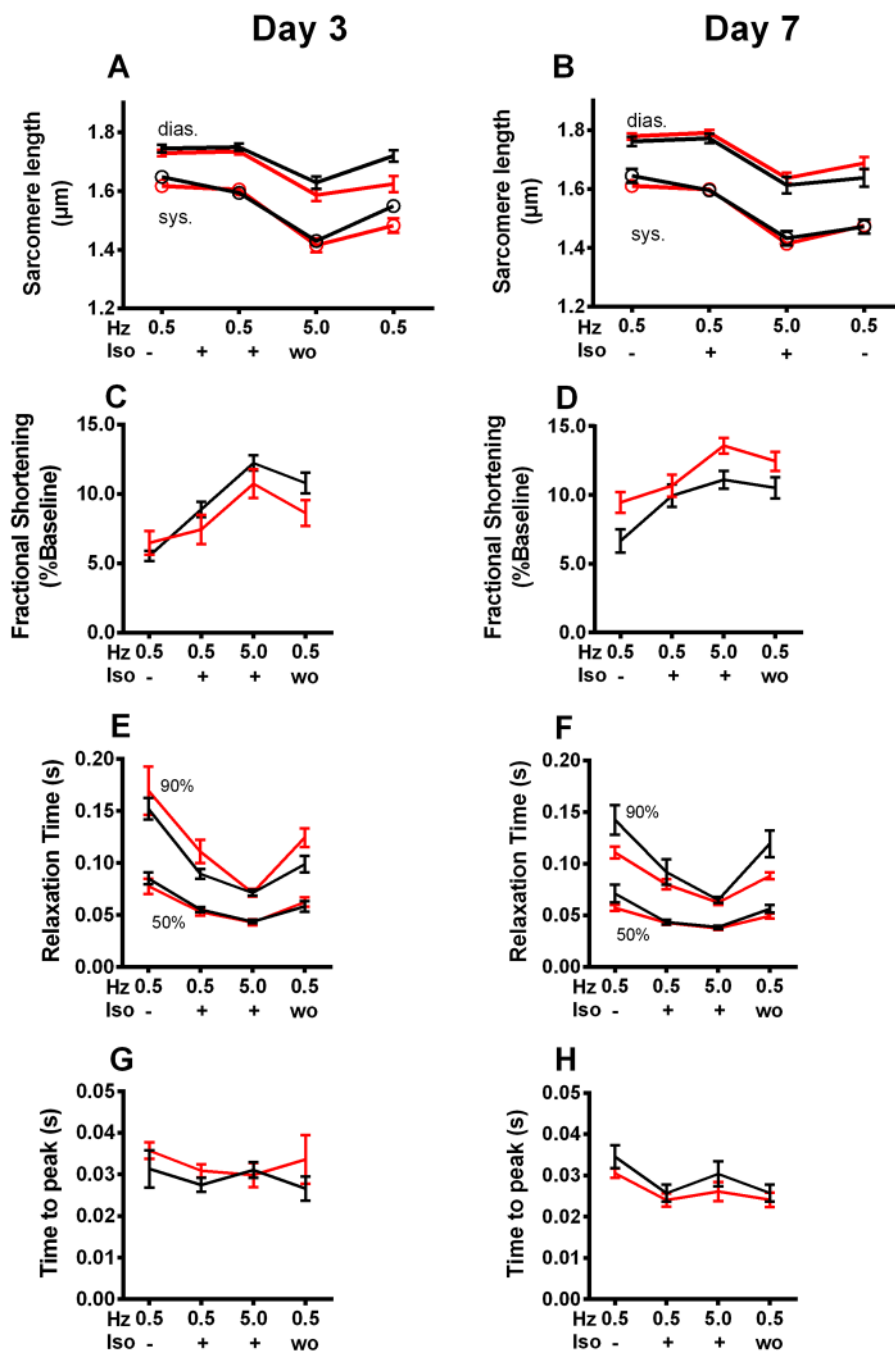 Day 3
Day 7
A
Sarcomere length
(µm)
1.8
1.6
1.4
1.2
dias.
sys.
Hz 0.5 0.5 5.0 0.5
Iso - + + wo
B
Sarcomere length
(µm)
1.8
1.6
1.4
1.2
dias.
sys.
Hz 0.5 0.5 5.0 0.5
Iso - + + -
C
Fractional Shortening
(%Baseline)
15.0
10.0
5.0
0.0
Hz 0.5 0.5 5.0 0.5
Iso - + + wo
D
Fractional Shortening
(%Baseline)
15.0
10.0
5.0
0.0
Hz 0.5 0.5 5.0 0.5
Iso - + + wo
E
Relaxation Time (s)
0.20
0.15
0.10
0.05
0.00
90%
50%
Hz 0.5 0.5 5.0 0.5
Iso - + + wo
F
Relaxation Time (s)
0.20
0.15
0.10
0.05
0.00
90%
50%
Hz 0.5 0.5 5.0 0.5
Iso - + + wo
G
Time to peak (s)
0.05
0.04
0.03
0.02
0.01
0.00
Hz 0.5 0.5 5.0 0.5
Iso - + + wo
H
Time to peak (s)
0.05
0.04
0.03
0.02
0.01
0.00
Hz 0.5 0.5 5.0 0.5
Iso - + + wo